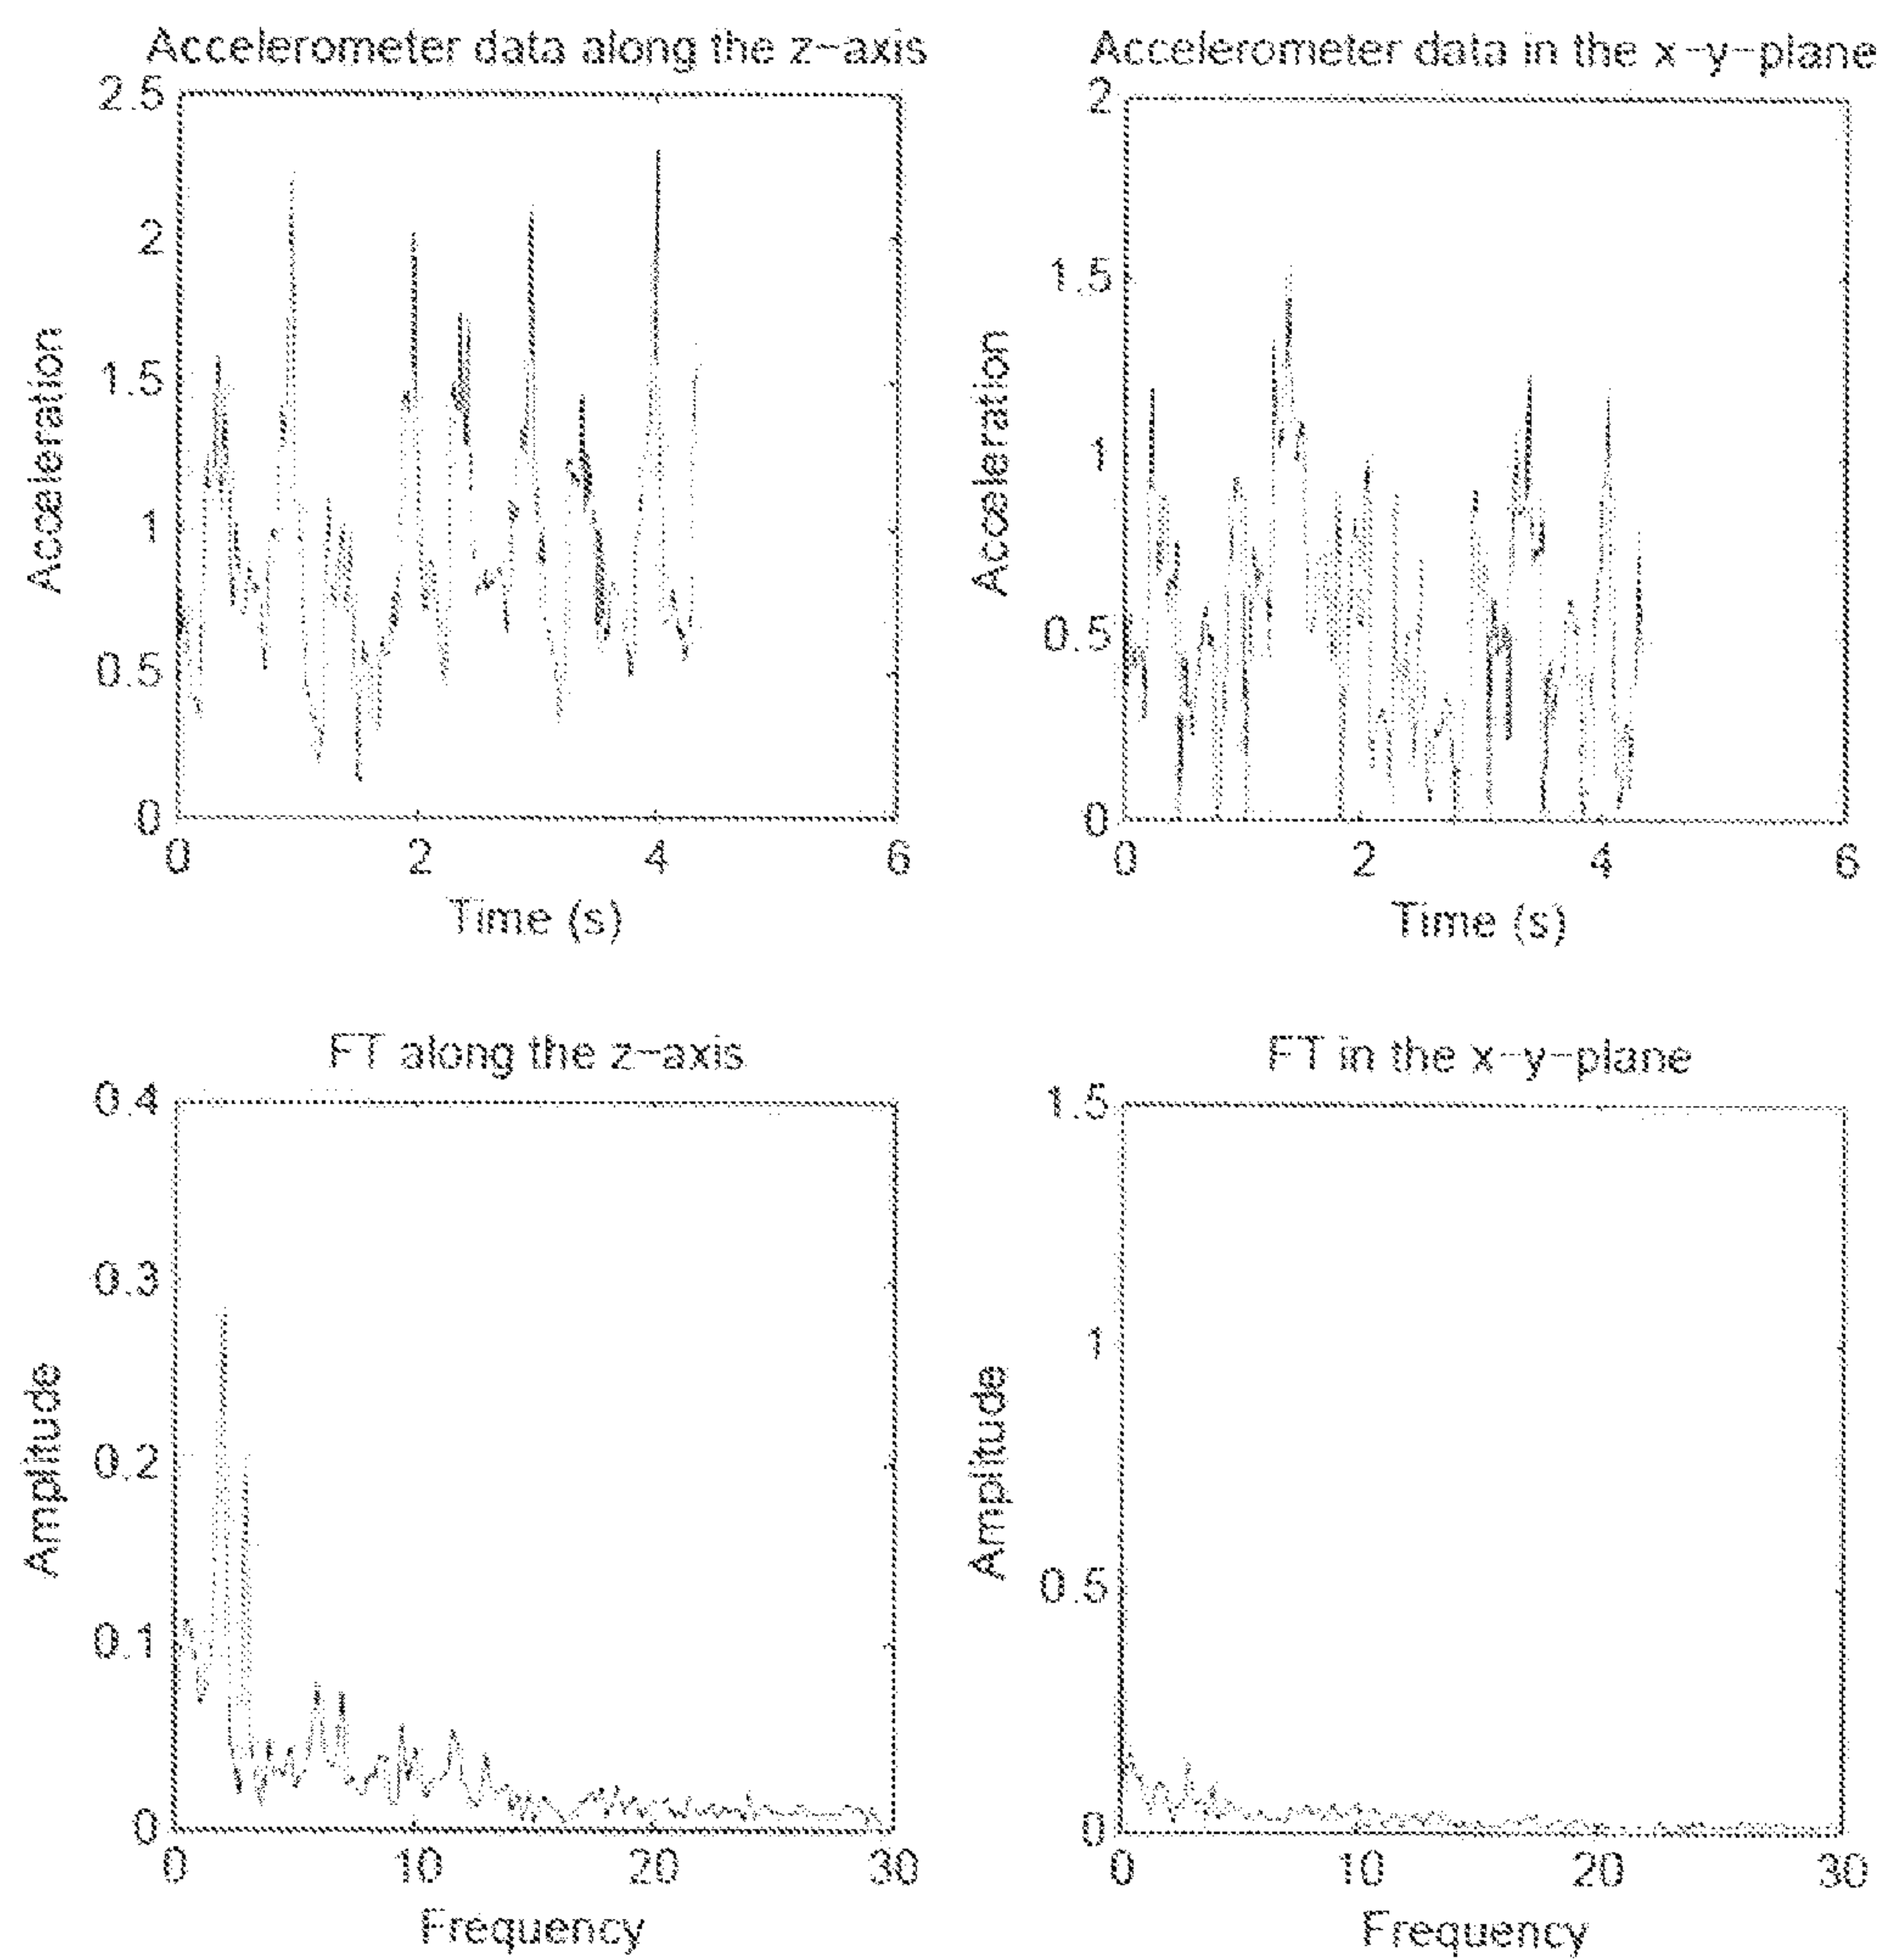 Accelerometer data along the z-axis
2.5
2
1.5
1
0.5
0
Acceleration
0 2 4 6
Time (s)
Accelerometer data in the x-y-plane
2
1.5
1
0.5
0
Acceleration
0 2 4 6
Time (s)
FT along the z-axis
0.4
0.3
0.2
0.1
0
Amplitude
0 10 20 30
Frequency
FT in the x-y-plane
1.5
1
0.5
0
Amplitude
0 10 20 30
Frequency